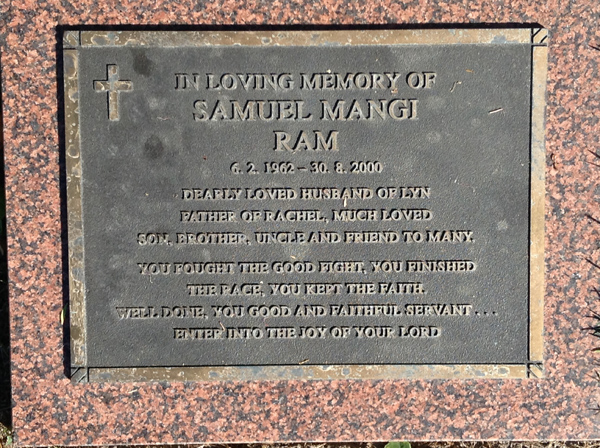 IN LOVING MEMORY OF
SAMUEL MANGI
RAM
6. 2. 1962 – 30. 8. 2000
DEARLY LOVED HUSBAND OF LYN
FATHER OF RACHEL, MUCH LOVED
SON, BROTHER, UNCLE AND FRIEND TO MANY.
YOU FOUGHT THE GOOD FIGHT, YOU FINISHED
THE RACE, YOU KEPT THE FAITH.
WELL DONE, YOU GOOD AND FAITHFUL SERVANT . . .
ENTER INTO THE JOY OF YOUR LORD